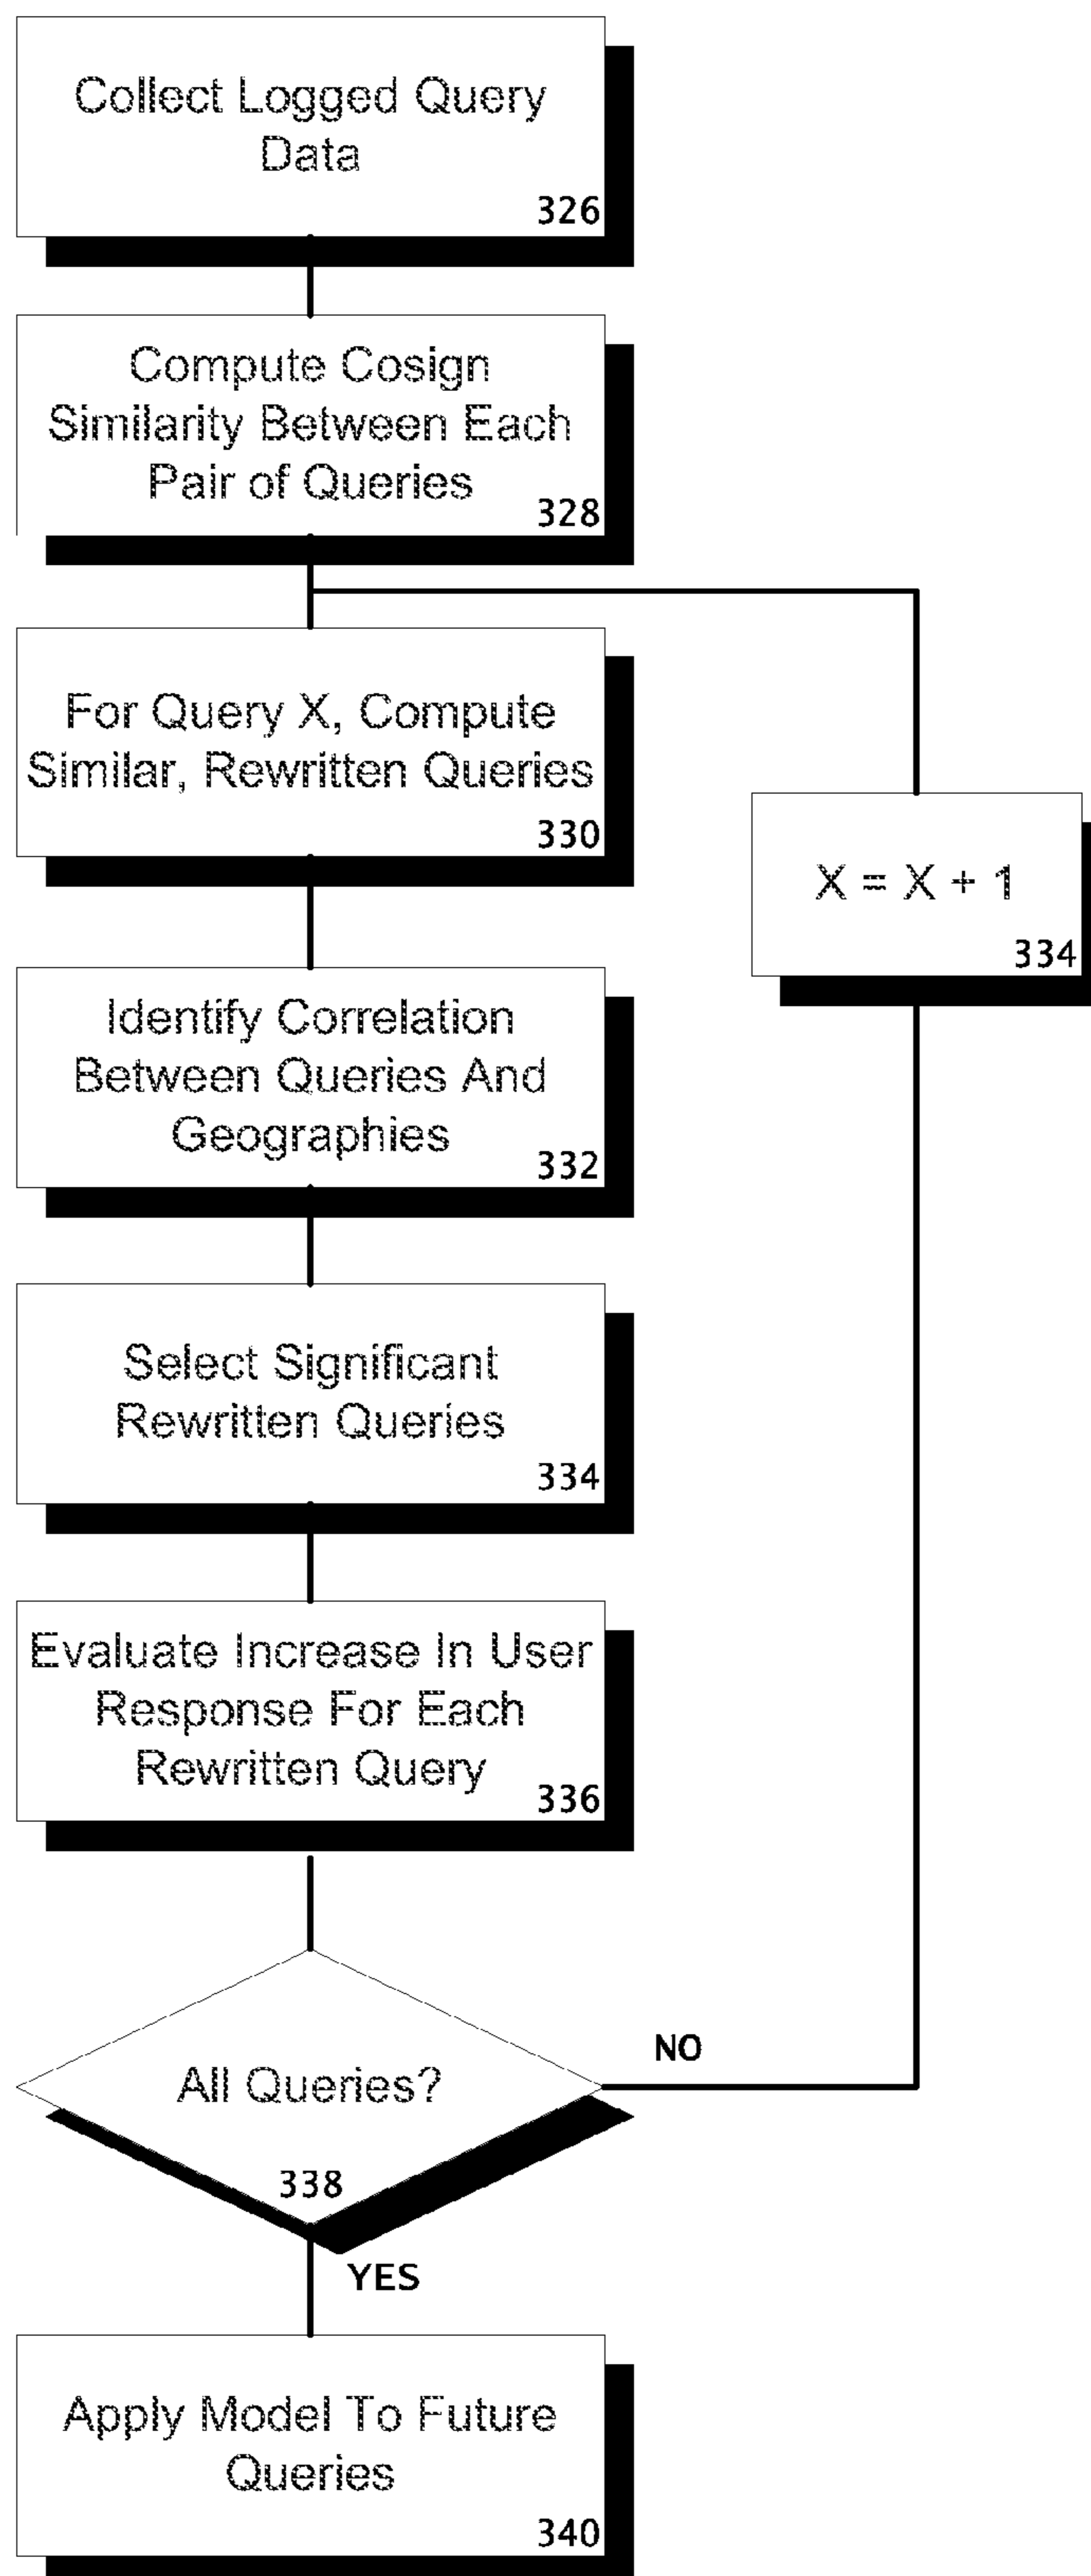 Collect Logged Query
Data
326
Compute Cosign
Similarity Between Each
Pair of Queries
328
For Query X, Compute
Similar, Rewritten Queries
330
X = X + 1
334
Identify Correlation
Between Queries And
Geographies
332
Select Significant
Rewritten Queries
334
Evaluate Increase In User
Response For Each
Rewritten Query
336
All Queries?
338
NO
YES
Apply Model To Future
Queries
340